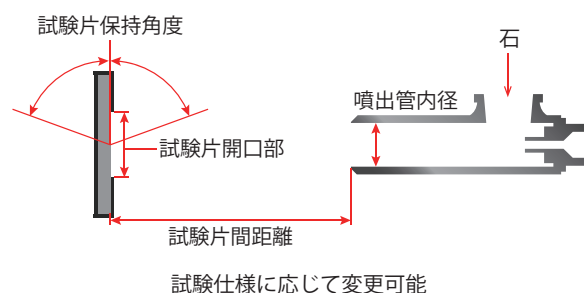 試験片保持角度
石
噴出管内径
試験片開口部
試験片間距離
試験仕様に応じて変更可能